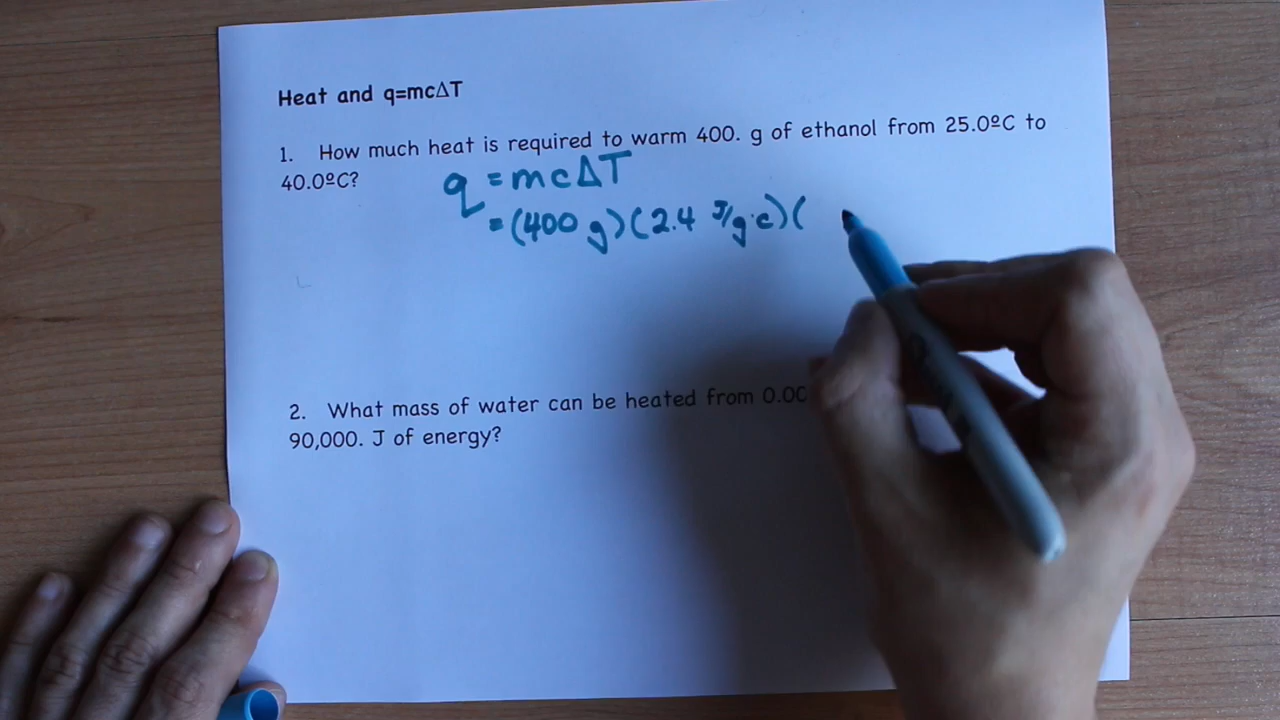 Heat and q=mcΔT
1. How much heat is required to warm 400. g of ethanol from 25.0ºC to
40.0ºC?
q = mcΔT
= (400 g)(2.4 J/g·c)(
2. What mass of water can be heated from 0.0
90,000. J of energy?